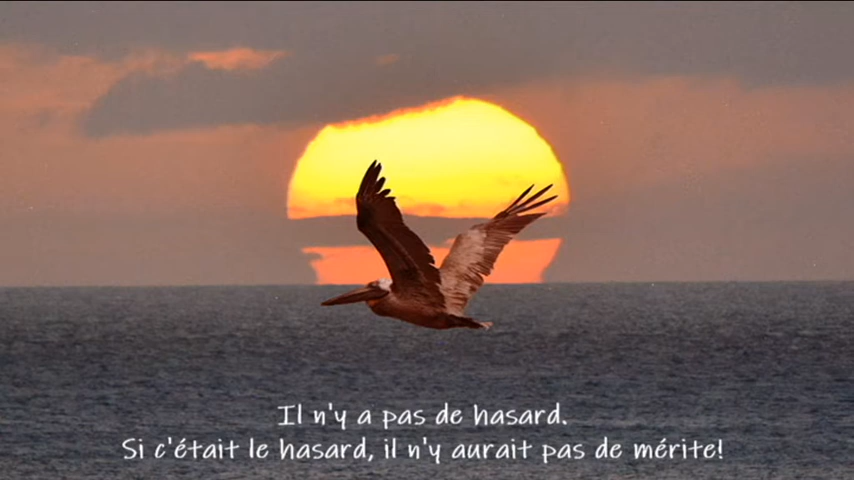 Il n'y a pas de hasard.
Si c'était le hasard, il n'y aurait pas de mérite!